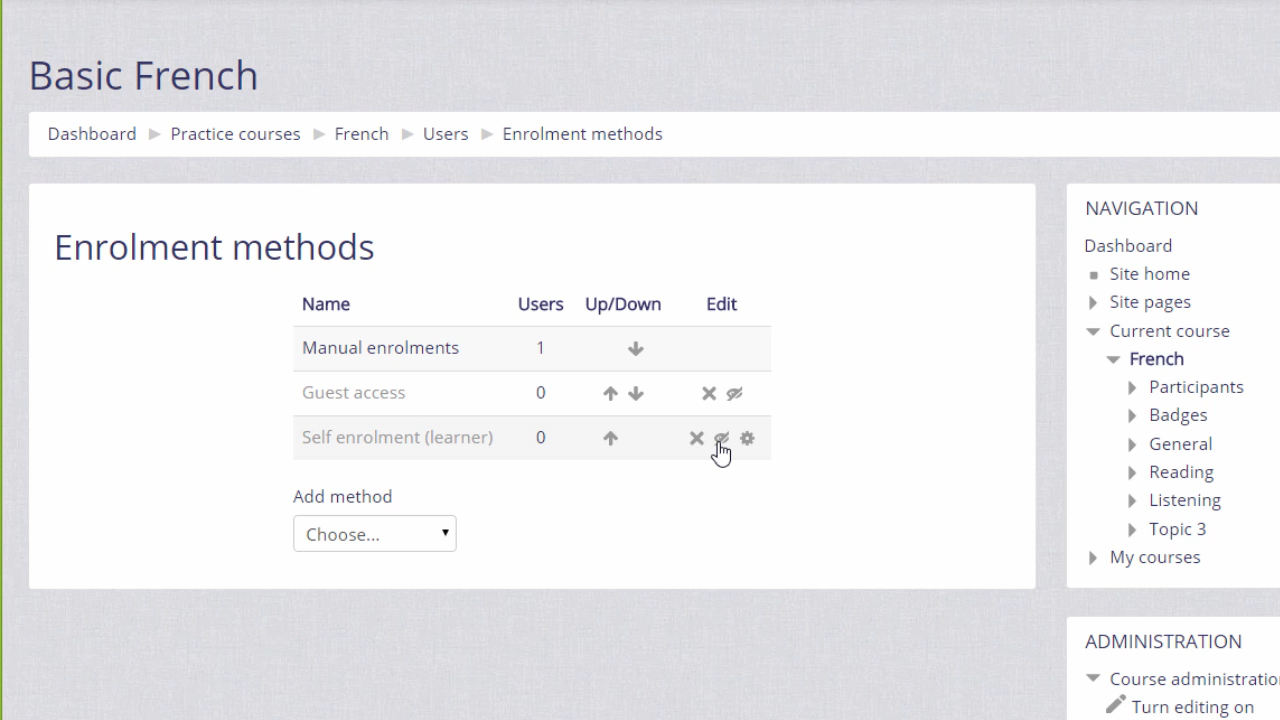 Basic French
Dashboard Practice courses French Users Enrolment methods
Enrolment methods
Name Users Up/Down Edit
Manual enrolments 1
Guest access 0
Self enrolment (learner) 0
Add method
Choose...
NAVIGATION
Dashboard
Site home
Site pages
Current course
French
Participants
Badges
General
Reading
Listening
Topic 3
My courses
ADMINISTRATION
Course administratio
Turn editing on